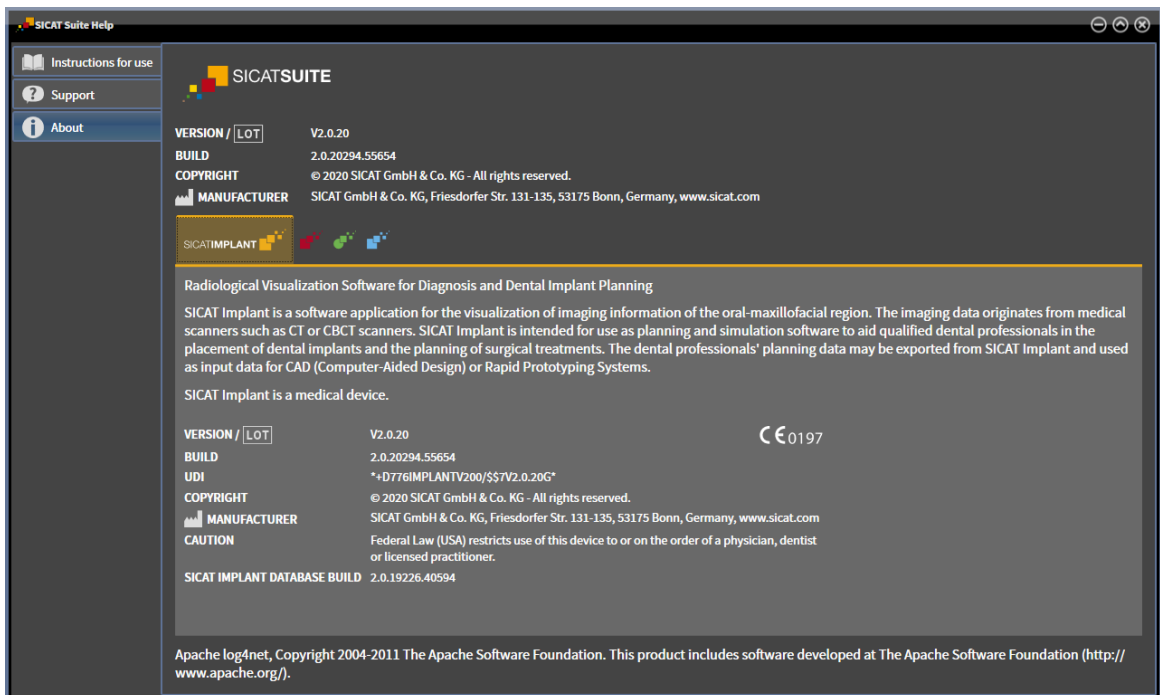 SICAT Suite Help
Instructions for use
Support
About
SICATSUITE
VERSION / LOT V2.0.20
BUILD 2.0.20294.55654
COPYRIGHT © 2020 SICAT GmbH & Co. KG - All rights reserved.
MANUFACTURER SICAT GmbH & Co. KG, Friesdorfer Str. 131-135, 53175 Bonn, Germany, www.sicat.com
SICATIMPLANT
Radiological Visualization Software for Diagnosis and Dental Implant Planning
SICAT Implant is a software application for the visualization of imaging information of the oral-maxillofacial region. The imaging data originates from medical
scanners such as CT or CBCT scanners. SICAT Implant is intended for use as planning and simulation software to aid qualified dental professionals in the
placement of dental implants and the planning of surgical treatments. The dental professionals' planning data may be exported from SICAT Implant and used
as input data for CAD (Computer-Aided Design) or Rapid Prototyping Systems.
SICAT Implant is a medical device.
VERSION / LOT V2.0.20 CE0197
BUILD 2.0.20294.55654
UDI *+D776IMPLANTV200/$$7V2.0.20G*
COPYRIGHT © 2020 SICAT GmbH & Co. KG - All rights reserved.
MANUFACTURER SICAT GmbH & Co. KG, Friesdorfer Str. 131-135, 53175 Bonn, Germany, www.sicat.com
CAUTION Federal Law (USA) restricts use of this device to or on the order of a physician, dentist
or licensed practitioner.
SICAT IMPLANT DATABASE BUILD 2.0.19226.40594
Apache log4net, Copyright 2004-2011 The Apache Software Foundation. This product includes software developed at The Apache Software Foundation (http://
www.apache.org/).